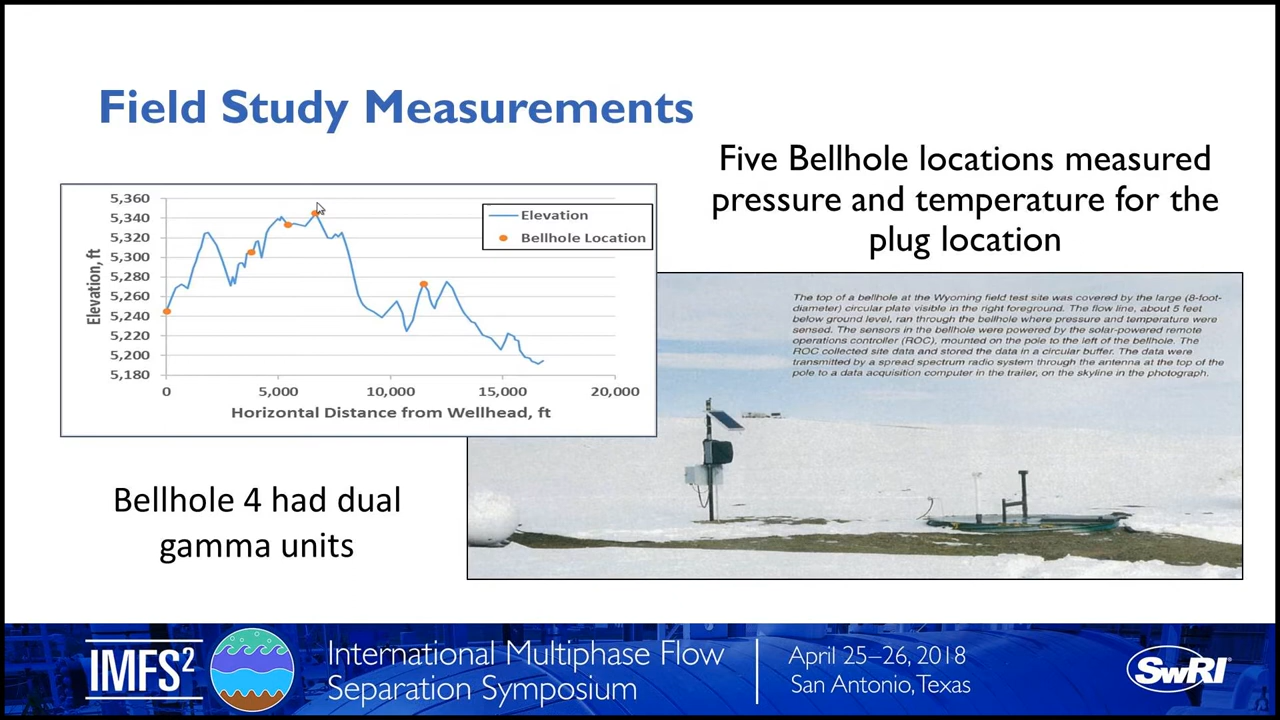 Field Study Measurements
Five Bellhole locations measured
pressure and temperature for the
plug location
5,360
5,340
5,320
5,300
5,280
5,260
5,240
5,220
5,200
5,180
Elevation, ft
0
5,000
10,000
15,000
20,000
Horizontal Distance from Wellhead, ft
Elevation
Bellhole Location
The top of a bellhole at the Wyoming field test site was covered by the large (8-foot-
diameter) circular plate visible in the right foreground. The flow line, about 5 feet
below ground level, ran through the bellhole where pressure and temperature were
sensed. The sensors in the bellhole were powered by the solar-powered remote
operations controller (ROC), mounted on the pole to the left of the bellhole. The
ROC collected site data and stored the data in a circular buffer. The data were
transmitted by a spread spectrum radio system through the antenna at the top of the
pole to a data acquisition computer in the trailer, on the skyline in the photograph.
Bellhole 4 had dual
gamma units
IMFS²
International Multiphase Flow
Separation Symposium
April 25–26, 2018
San Antonio, Texas
SwRI